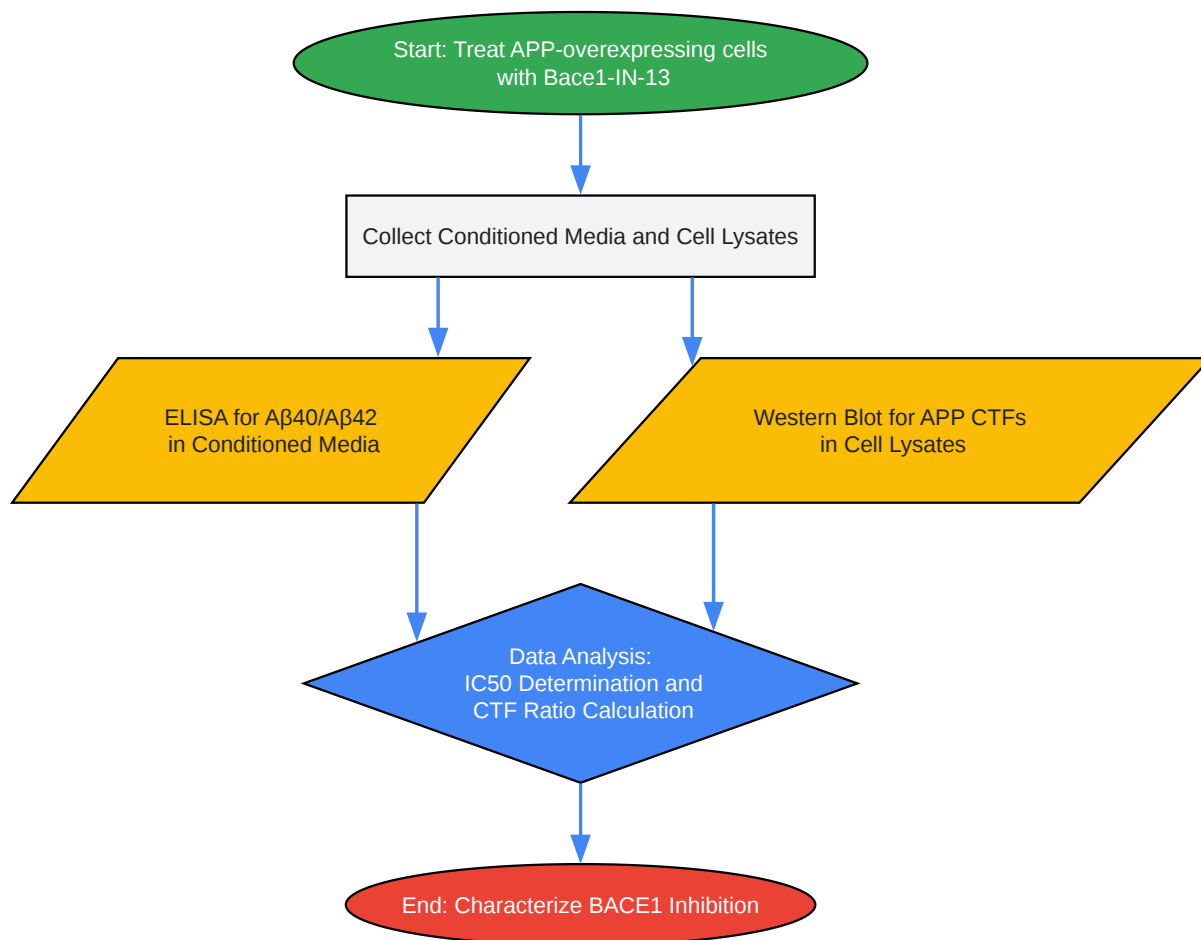 Start: Treat APP-overexpressing cells
with Bace1-IN-13
Collect Conditioned Media and Cell Lysates
ELISA for Aβ40/Aβ42
in Conditioned Media
Western Blot for APP CTFs
in Cell Lysates
Data Analysis:
IC50 Determination and
CTF Ratio Calculation
End: Characterize BACE1 Inhibition